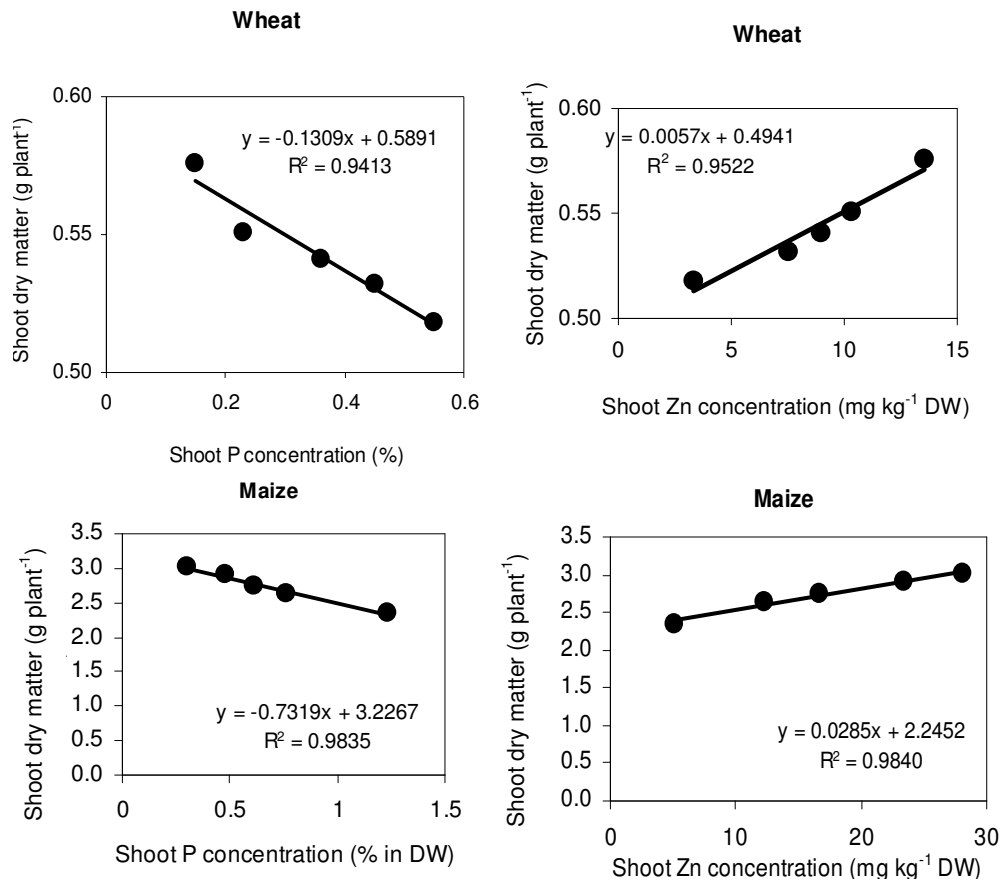 Wheat
Shoot dry matter (g plant⁻¹)
0.60
0.55
0.50
y = -0.1309x + 0.5891
R² = 0.9413
0
0.2
0.4
0.6
Shoot P concentration (%)
Wheat
Shoot dry matter (g plant⁻¹)
0.60
0.55
0.50
y = 0.0057x + 0.4941
R² = 0.9522
0
5
10
15
Shoot Zn concentration (mg kg⁻¹ DW)
Maize
Shoot dry matter (g plant⁻¹)
3.5
3.0
2.5
2.0
1.5
1.0
0.5
0.0
y = -0.7319x + 3.2267
R² = 0.9835
0
0.5
1
1.5
Shoot P concentration (% in DW)
Maize
Shoot dry matter (g plant⁻¹)
3.5
3.0
2.5
2.0
1.5
1.0
0.5
0.0
y = 0.0285x + 2.2452
R² = 0.9840
0
10
20
30
Shoot Zn concentration (mg kg⁻¹ DW)